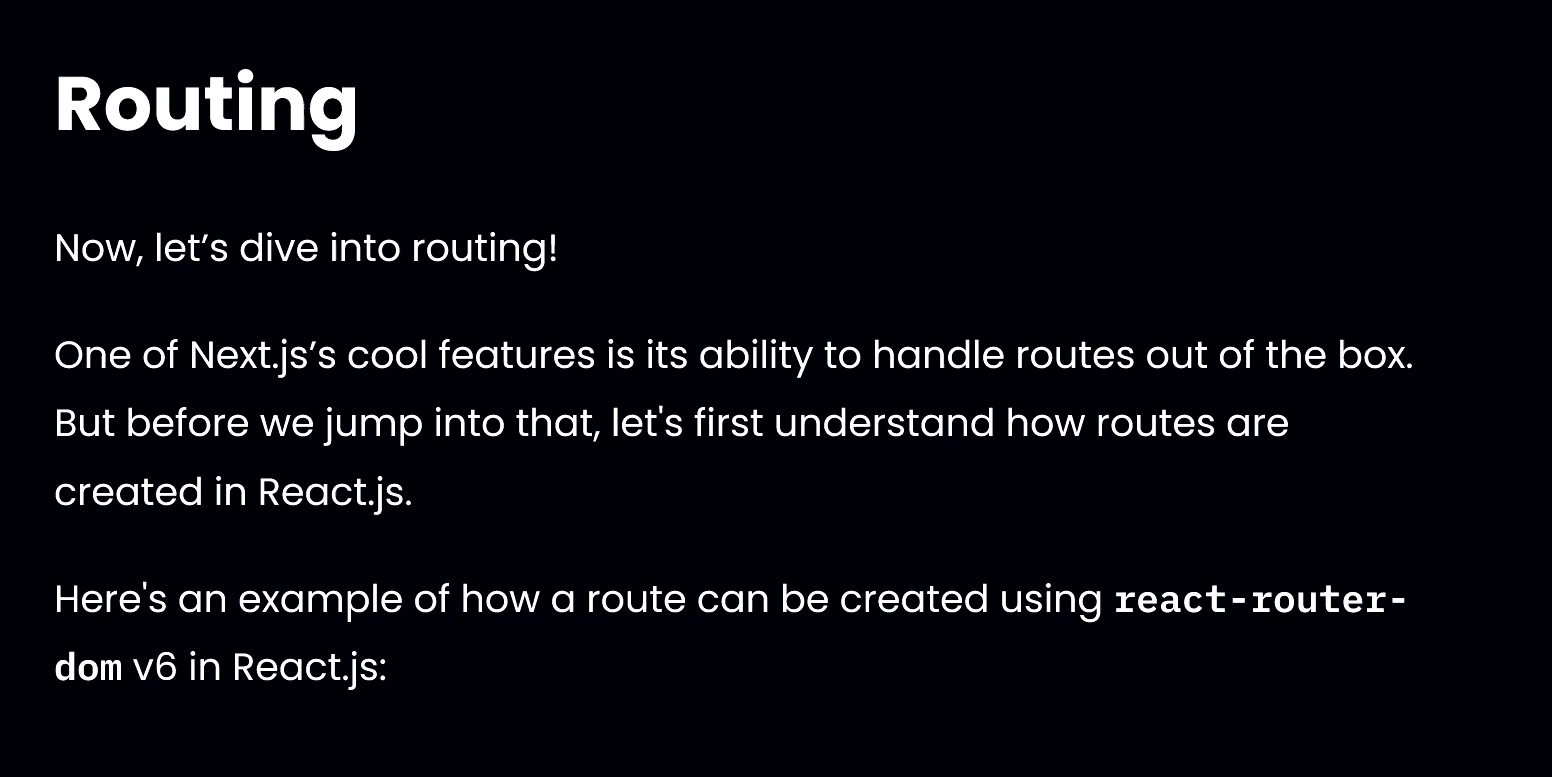 Routing
Now, let’s dive into routing!
One of Next.js’s cool features is its ability to handle routes out of the box.
But before we jump into that, let's first understand how routes are
created in React.js.
Here's an example of how a route can be created using react-router-
dom v6 in React.js: